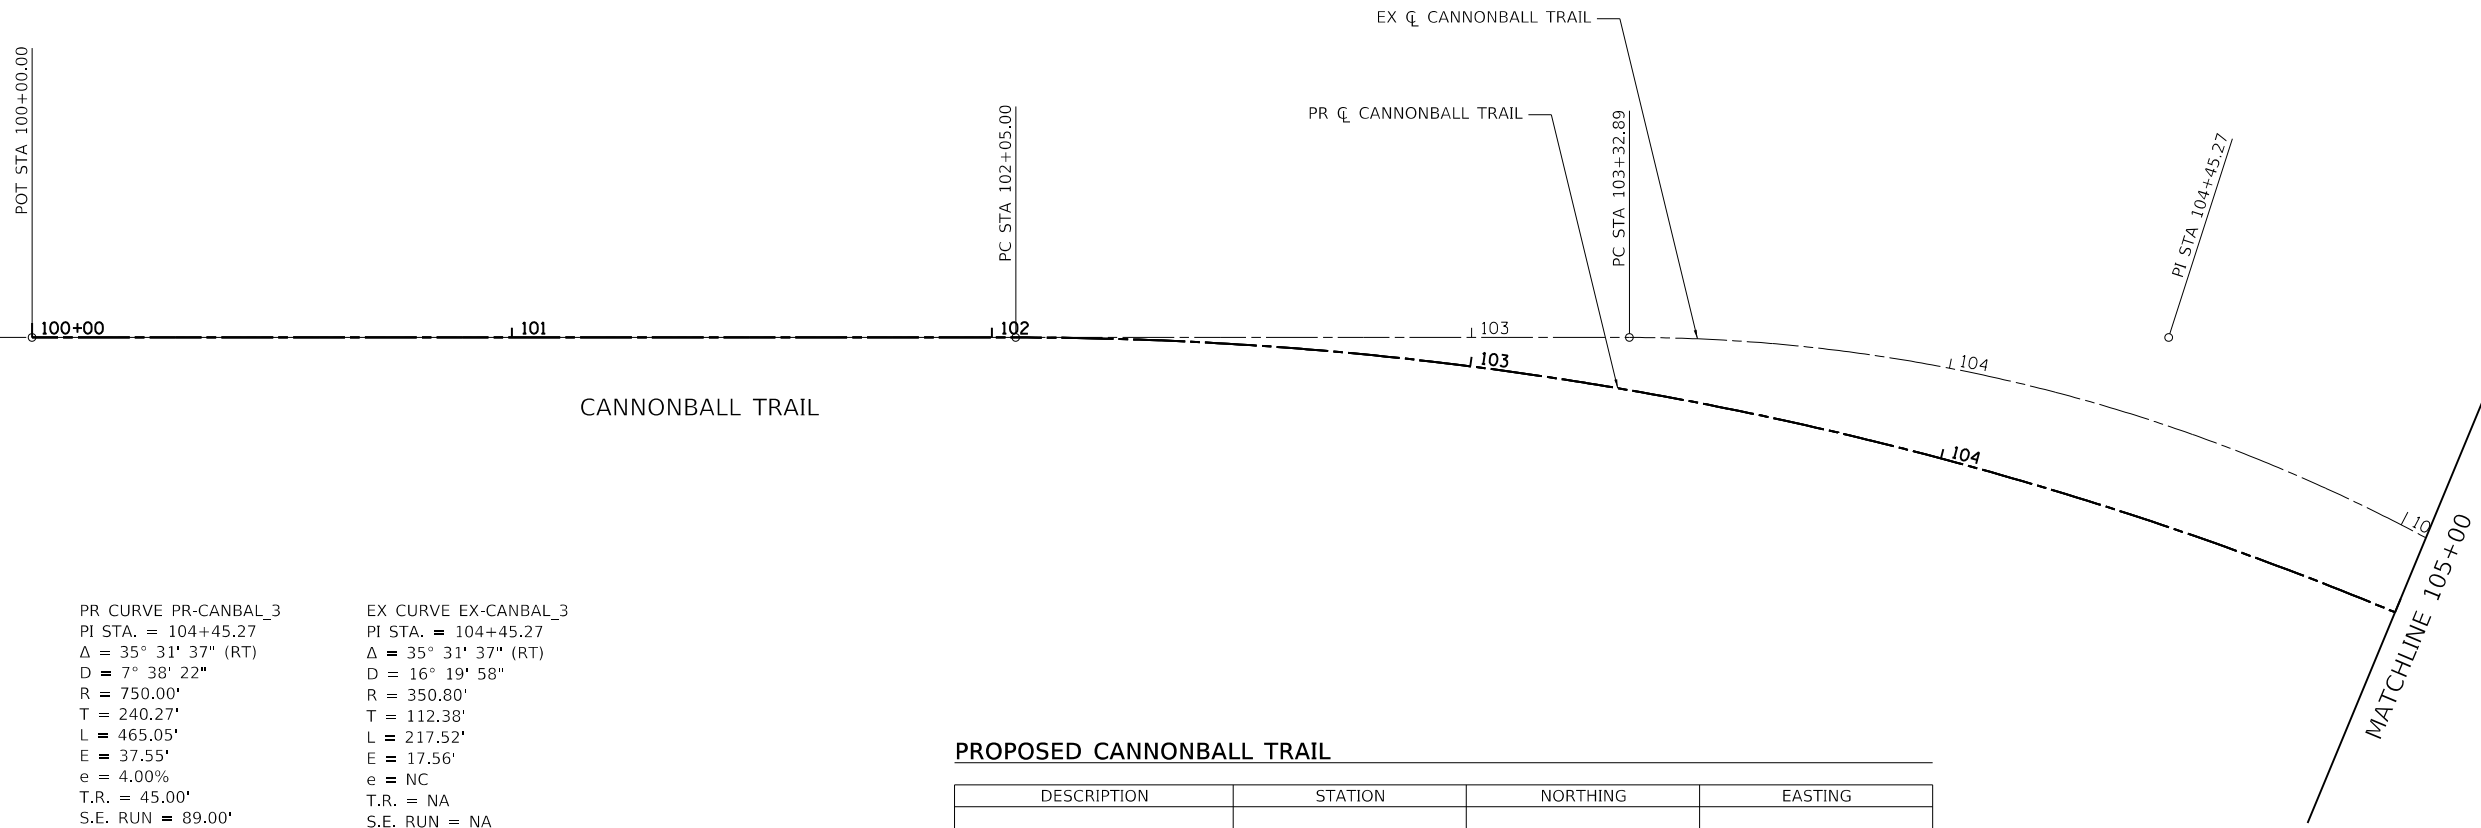 EX ℄ CANNONBALL TRAIL
POT STA 100+00.00
PC STA 102+05.00
PR ℄ CANNONBALL TRAIL
PC STA 103+32.89
PI STA 104+45.27
100+00
101
102
103
103
104
104
10
CANNONBALL TRAIL
MATCHLINE 105+00
PR CURVE PR-CANBAL_3
PI STA. = 104+45.27
Δ = 35° 31' 37" (RT)
D = 7° 38' 22"
R = 750.00'
T = 240.27'
L = 465.05'
E = 37.55'
e = 4.00%
T.R. = 45.00'
S.E. RUN = 89.00'
EX CURVE EX-CANBAL_3
PI STA. = 104+45.27
Δ = 35° 31' 37" (RT)
D = 16° 19' 58"
R = 350.80'
T = 112.38'
L = 217.52'
E = 17.56'
e = NC
T.R. = NA
S.E. RUN = NA
PROPOSED CANNONBALL TRAIL
DESCRIPTION STATION NORTHING EASTING